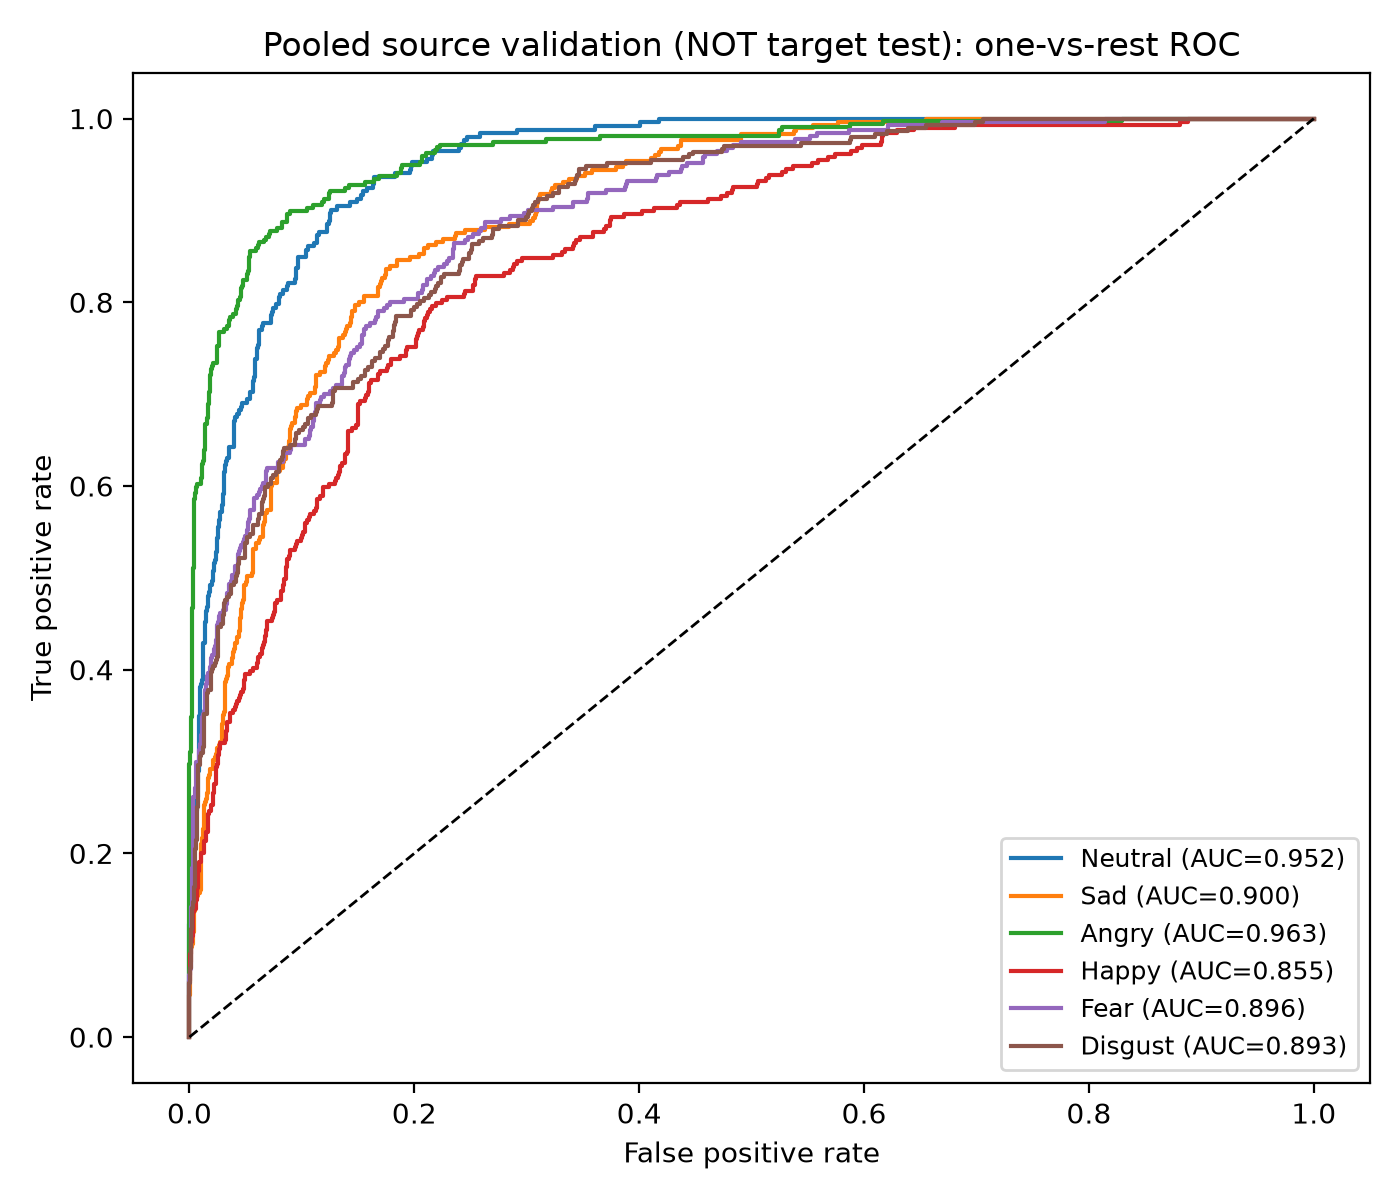 Pooled source validation (NOT target test): one-vs-rest ROC
True positive rate
1.0
0.8
0.6
0.4
0.2
0.0
Neutral (AUC=0.952)
Sad (AUC=0.900)
Angry (AUC=0.963)
Happy (AUC=0.855)
Fear (AUC=0.896)
Disgust (AUC=0.893)
0.0 0.2 0.4 0.6 0.8 1.0
False positive rate